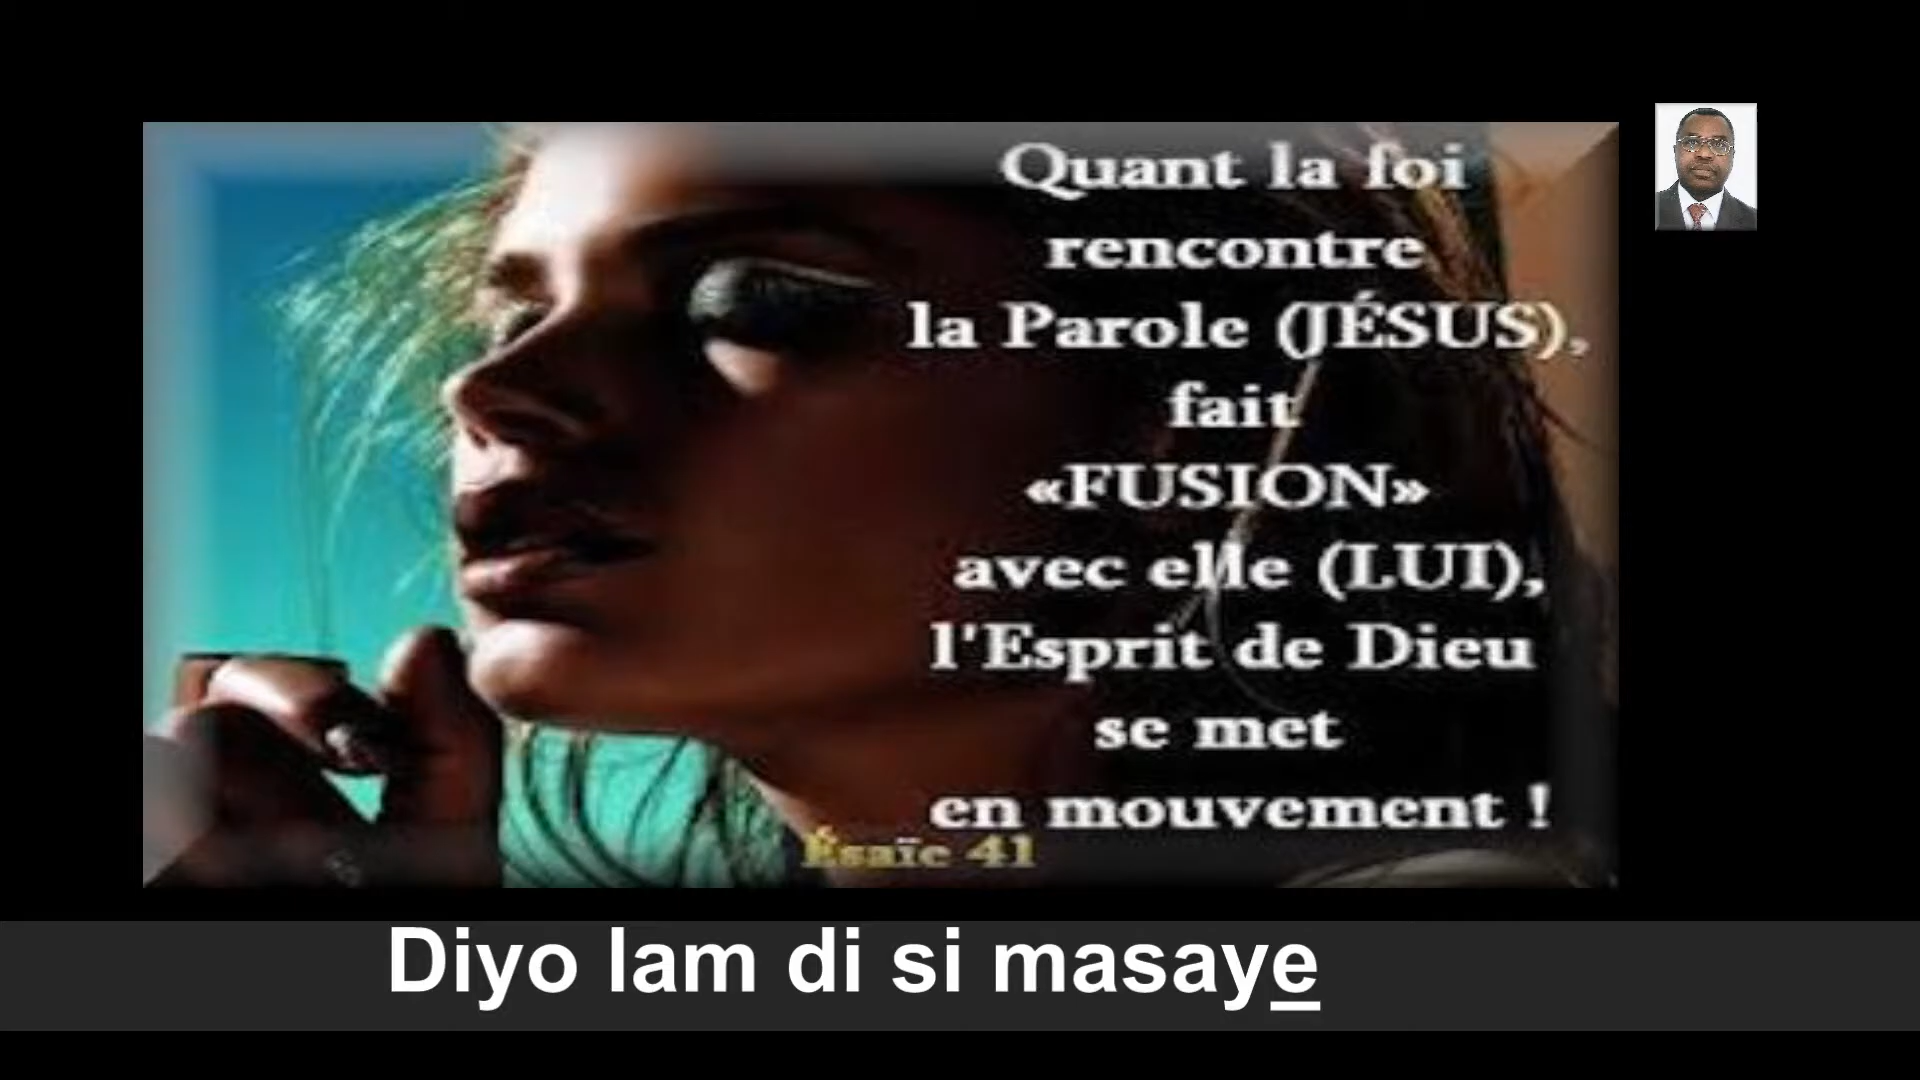 Quant la foi
rencontre
la Parole (JÉSUS),
fait
«FUSION»
avec elle (LUI),
l'Esprit de Dieu
se met
en mouvement !
Ésaïe 41
Diyo lam di si masaye